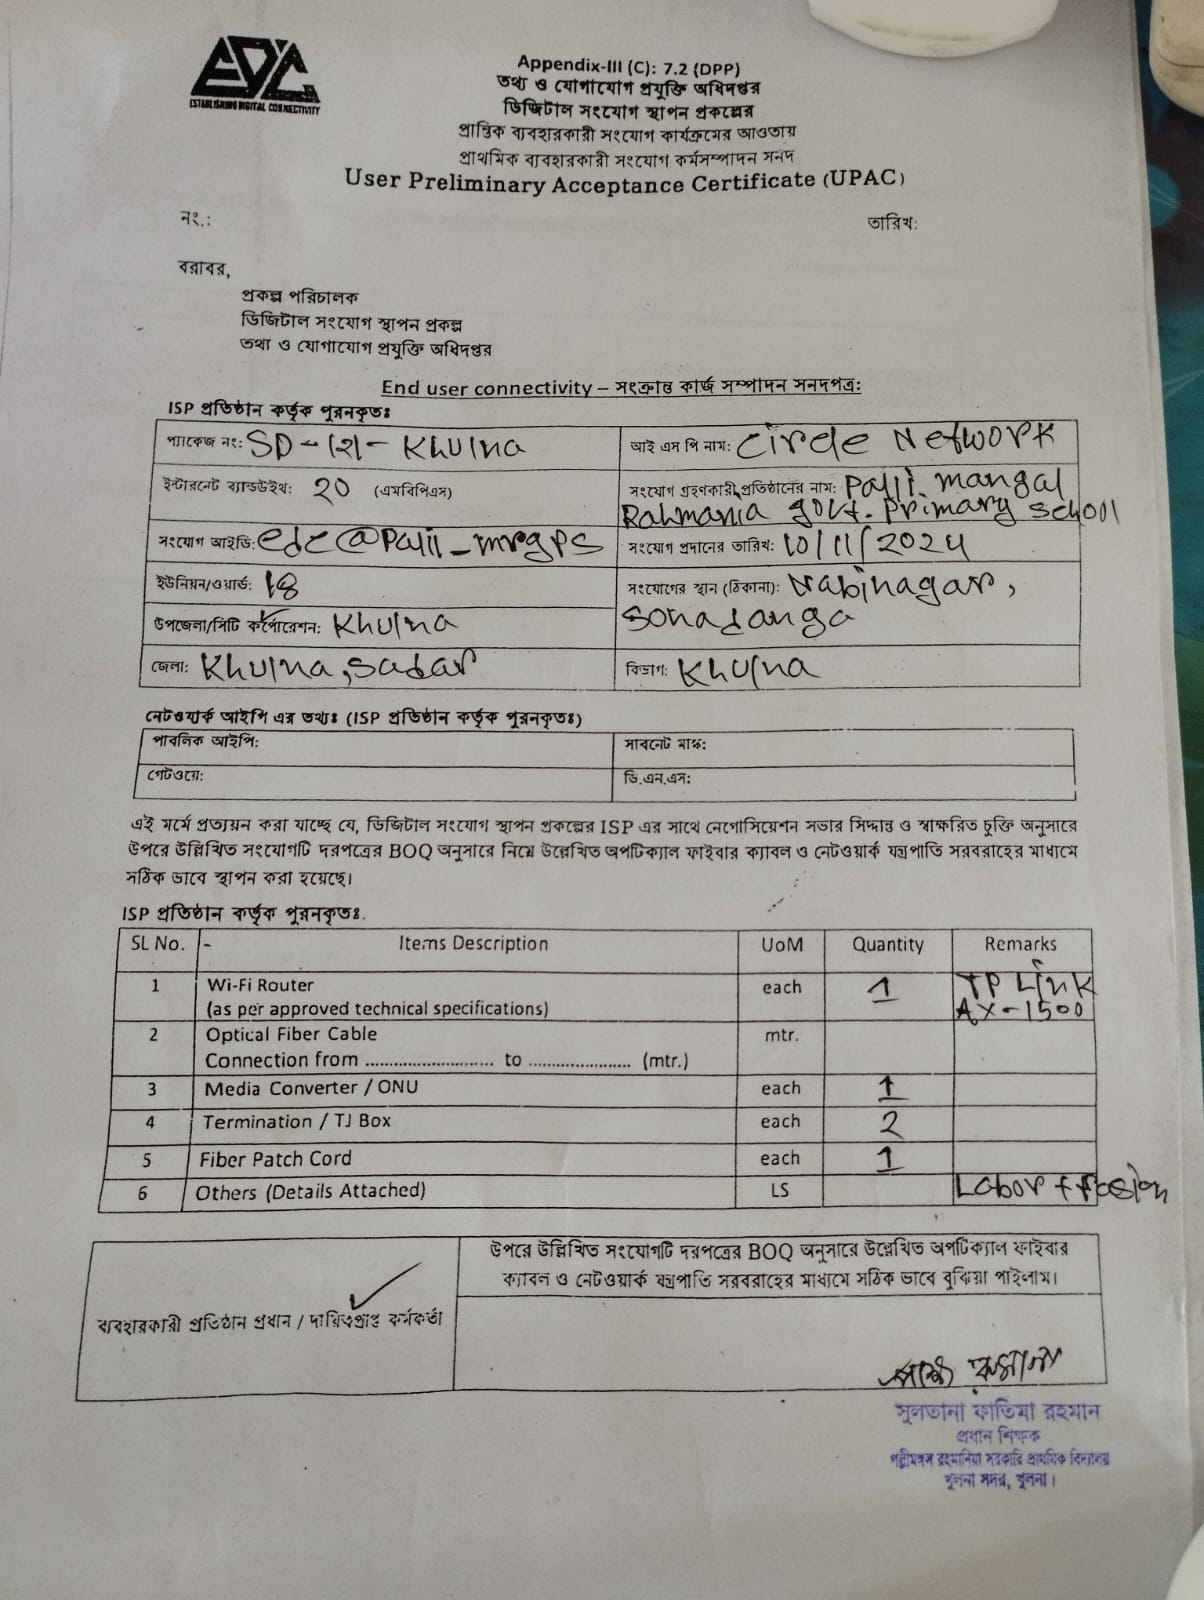 EDC
ESTABLISHING DIGITAL CONNECTIVITY
Appendix-III (C): 7.2 (DPP)
তথ্য ও যোগাযোগ প্রযুক্তি অধিদপ্তর
ডিজিটাল সংযোগ স্থাপন প্রকল্পের
প্রান্তিক ব্যবহারকারী সংযোগ কার্যক্রমের আওতায়
প্রাথমিক ব্যবহারকারী সংযোগ কর্মসম্পাদন সনদ
User Preliminary Acceptance Certificate (UPAC)
নং.: তারিখ:
বরাবর,
প্রকল্প পরিচালক
ডিজিটাল সংযোগ স্থাপন প্রকল্প
তথ্য ও যোগাযোগ প্রযুক্তি অধিদপ্তর
End user connectivity – সংক্রান্ত কার্জ সম্পাদন সনদপত্র:
ISP প্রতিষ্ঠান কর্তৃক পুরনকৃতঃ
প্যাকেজ নং: SD-121-Khulna আই এস পি নাম: Circle Network
ইন্টারনেট ব্যান্ডউইথ: 20 (এমবিপিএস) সংযোগ গ্রহণকারী প্রতিষ্ঠানের নাম: Palli mangal
Rahmania govt. Primary school
সংযোগ আইডি: edc@Palli_mrgps সংযোগ প্রদানের তারিখ: 10/11/2024
ইউনিয়ন/ওয়ার্ড: 18 সংযোগের স্থান (ঠিকানা): Nabinagar,
উপজেলা/সিটি কর্পোরেশন: Khulna Sonadanga
জেলা: Khulna, Sadar বিভাগ: Khulna
নেটওয়ার্ক আইপি এর তথ্যঃ (ISP প্রতিষ্ঠান কর্তৃক পুরনকৃতঃ)
পাবলিক আইপি: সাবনেট মাস্ক:
গেটওয়ে: ডি.এন.এস:
এই মর্মে প্রত্যয়ন করা যাচ্ছে যে, ডিজিটাল সংযোগ স্থাপন প্রকল্পের ISP এর সাথে নেগোসিয়েশন সভার সিদ্দান্ত ও স্বাক্ষরিত চুক্তি অনুসারে
উপরে উল্লিখিত সংযোগটি দরপত্রের BOQ অনুসারে নিম্নে উল্লেখিত অপটিক্যাল ফাইবার ক্যাবল ও নেটওয়ার্ক যন্ত্রপাতি সরবরাহের মাধ্যমে
সঠিক ভাবে স্থাপন করা হয়েছে।
ISP প্রতিষ্ঠান কর্তৃক পুরনকৃতঃ.
SL No. - Items Description UoM Quantity Remarks
1 Wi-Fi Router each 1 TP Link
(as per approved technical specifications) AX-1500
2 Optical Fiber Cable mtr.
Connection from .......................... to ..................... (mtr.)
3 Media Converter / ONU each 1
4 Termination / TJ Box each 2
5 Fiber Patch Cord each 1
6 Others (Details Attached) LS Labor +
উপরে উল্লিখিত সংযোগটি দরপত্রের BOQ অনুসারে উল্লেখিত অপটিক্যাল ফাইবার
ক্যাবল ও নেটওয়ার্ক যন্ত্রপাতি সরবরাহের মাধ্যমে সঠিক ভাবে বুঝিয়া পাইলাম।
ব্যবহারকারী প্রতিষ্ঠান প্রধান / দায়িত্বপ্রাপ্ত কর্মকর্তা
সুলতানা ফাতিমা রহমান
প্রধান শিক্ষক
পল্লীমঙ্গল রহমানিয়া সরকারি প্রাথমিক বিদ্যালয়
খুলনা সদর, খুলনা।